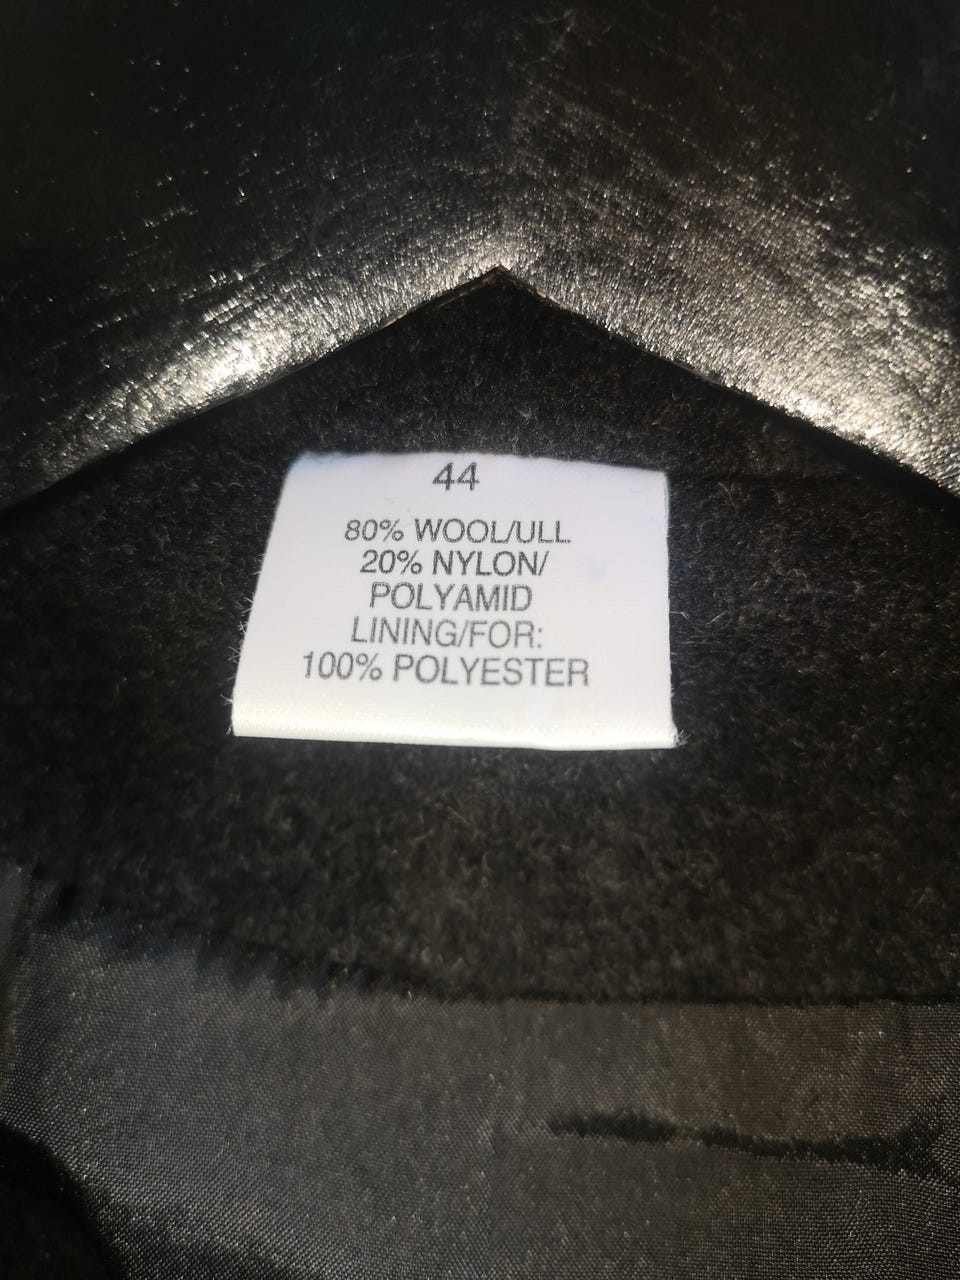 44
80% WOOL/ULL
20% NYLON/
POLYAMID
LINING/FOR:
100% POLYESTER